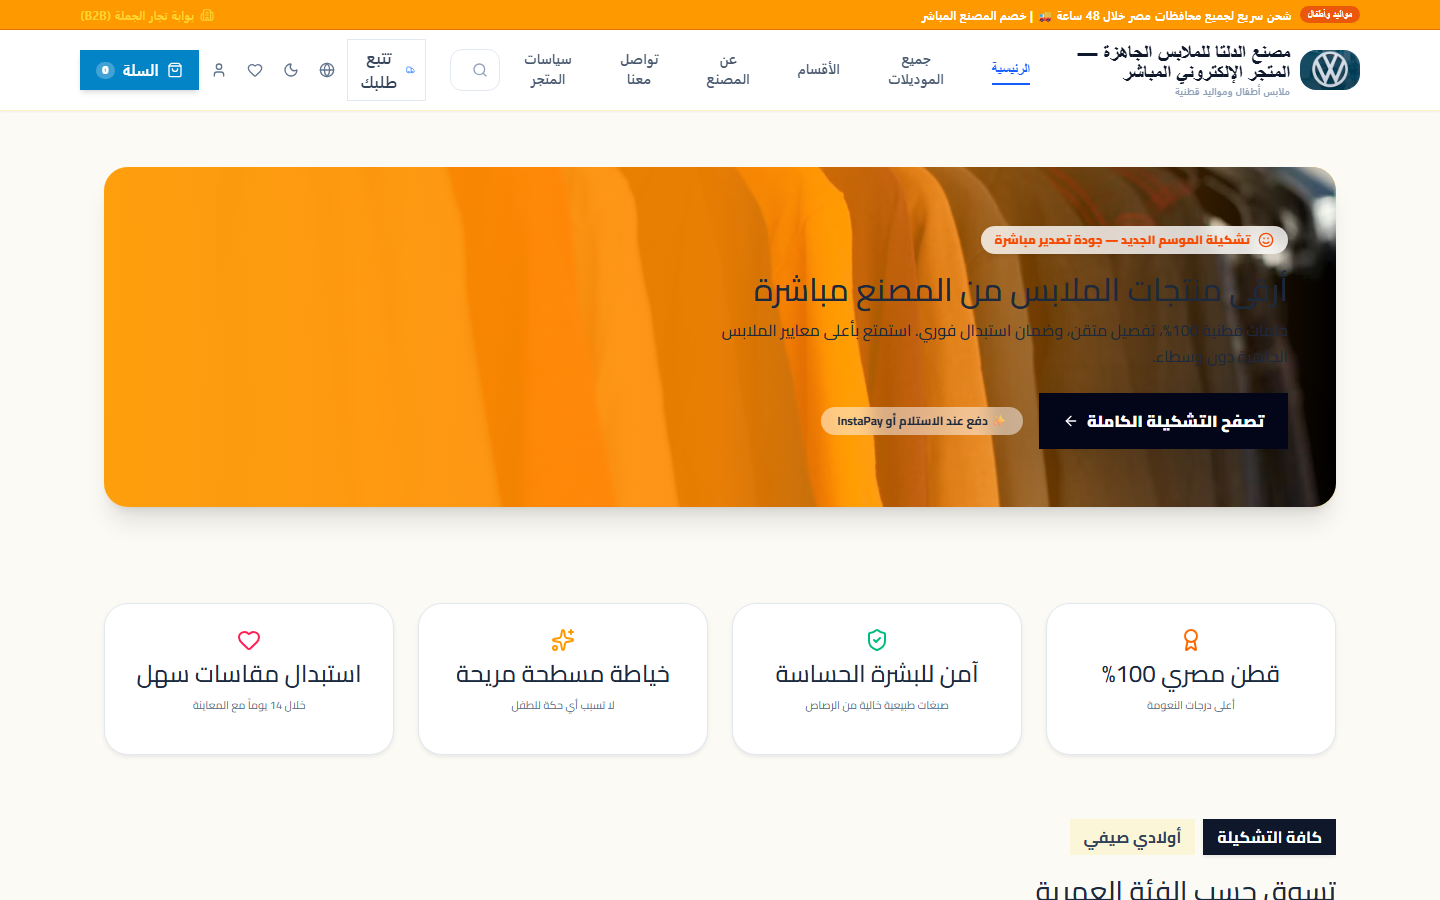 مواليد وأطفال
شحن سريع لجميع محافظات مصر خلال 48 ساعة 🚚 | خصم المصنع المباشر
بوابة تجار الجملة (B2B)
مصنع الدلتا للملابس الجاهزة —
المتجر الإلكتروني المباشر
ملابس أطفال ومواليد قطنية
الرئيسية
جميع الموديلات
الأقسام
عن المصنع
تواصل معنا
سياسات المتجر
تتبع طلبك
السلة 0
تشكيلة الموسم الجديد — جودة تصدير مباشرة
أرقى منتجات الملابس من المصنع مباشرة
خامات قطنية 100%، تفصيل متقن، وضمان استبدال فوري. استمتع بأعلى معايير الملابس
الجاهزة دون وسطاء.
تصفح التشكيلة الكاملة ←
✨ دفع عند الاستلام أو InstaPay
قطن مصري 100%
أعلى درجات النعومة
آمن للبشرة الحساسة
صبغات طبيعية خالية من الرصاص
خياطة مسطحة مريحة
لا تسبب أي حكة للطفل
استبدال مقاسات سهل
خلال 14 يوماً مع المعاينة
كافة التشكيلة
أولادي صيفي
تسوق حسب الفئة العمرية